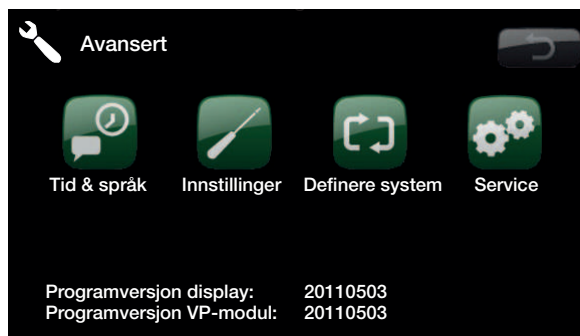 Avansert
Tid & språk Innstillinger Definere system Service
Programversjon display: 20110503
Programversjon VP-modul: 20110503